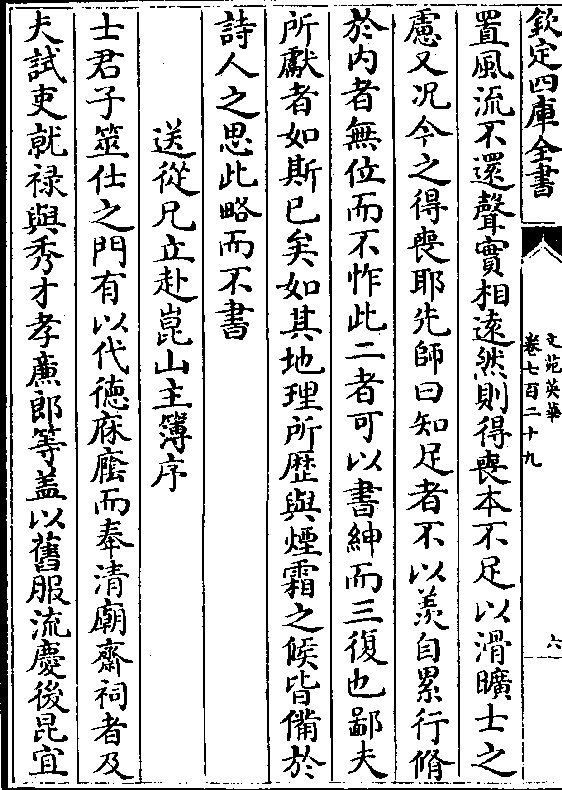 欽定四庫全書
文苑英華
卷七百二十九
六
置風流不還聲實相遠然則得喪本不足以滑曠士之
慮又况今之得喪耶先師曰知足者不以羨自累行脩
於内者無位而不怍此二者可以書紳而三復也鄙夫
所獻者如斯已矣如其地理所歴與煙霜之候皆備於
詩人之思此略而不書
送從兄立赴崑山主簿序
士君子筮仕之門有以代德庥廕而奉清廟齋祠者及
夫試吏就禄與秀才孝亷郎等盖以舊服流慶後昆宜